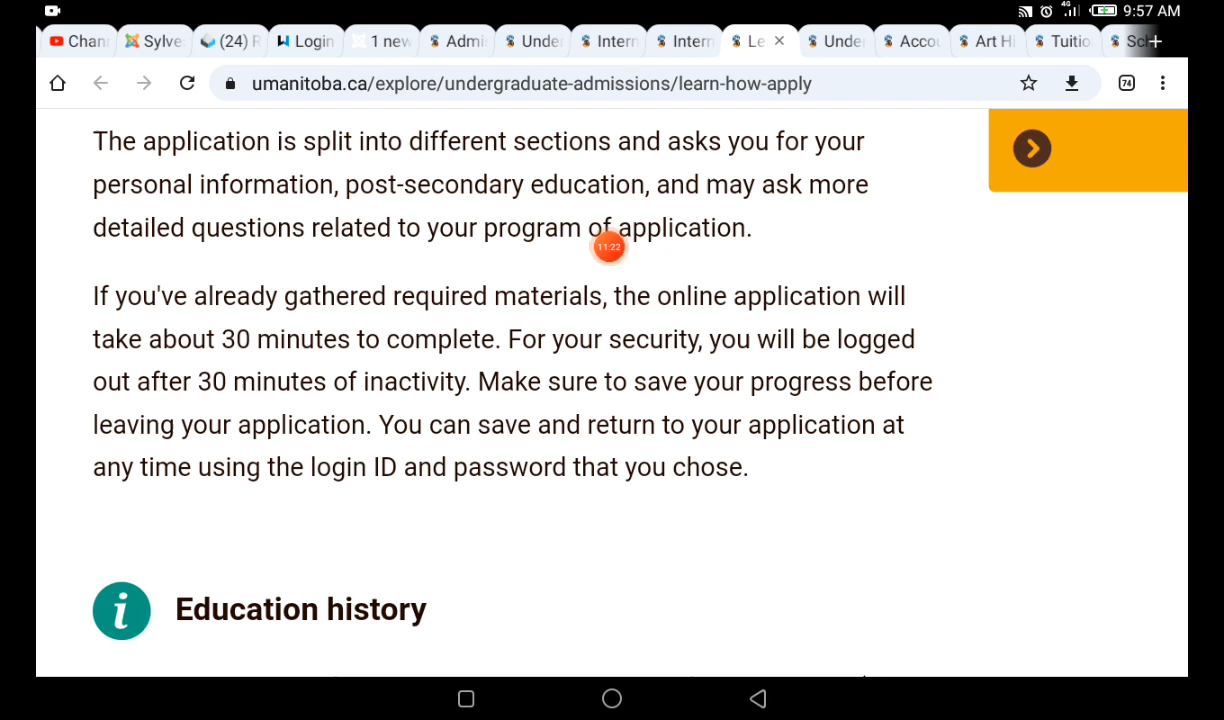 4G 9:57 AM
Chan Sylve (24) R Login 1 new Admi Unde Intern Intern Le Unde Accou Art Hi Tuitio Sch
umanitoba.ca/explore/undergraduate-admissions/learn-how-apply 74
The application is split into different sections and asks you for your
personal information, post-secondary education, and may ask more
detailed questions related to your program of application.
11:22
If you've already gathered required materials, the online application will
take about 30 minutes to complete. For your security, you will be logged
out after 30 minutes of inactivity. Make sure to save your progress before
leaving your application. You can save and return to your application at
any time using the login ID and password that you chose.
i Education history